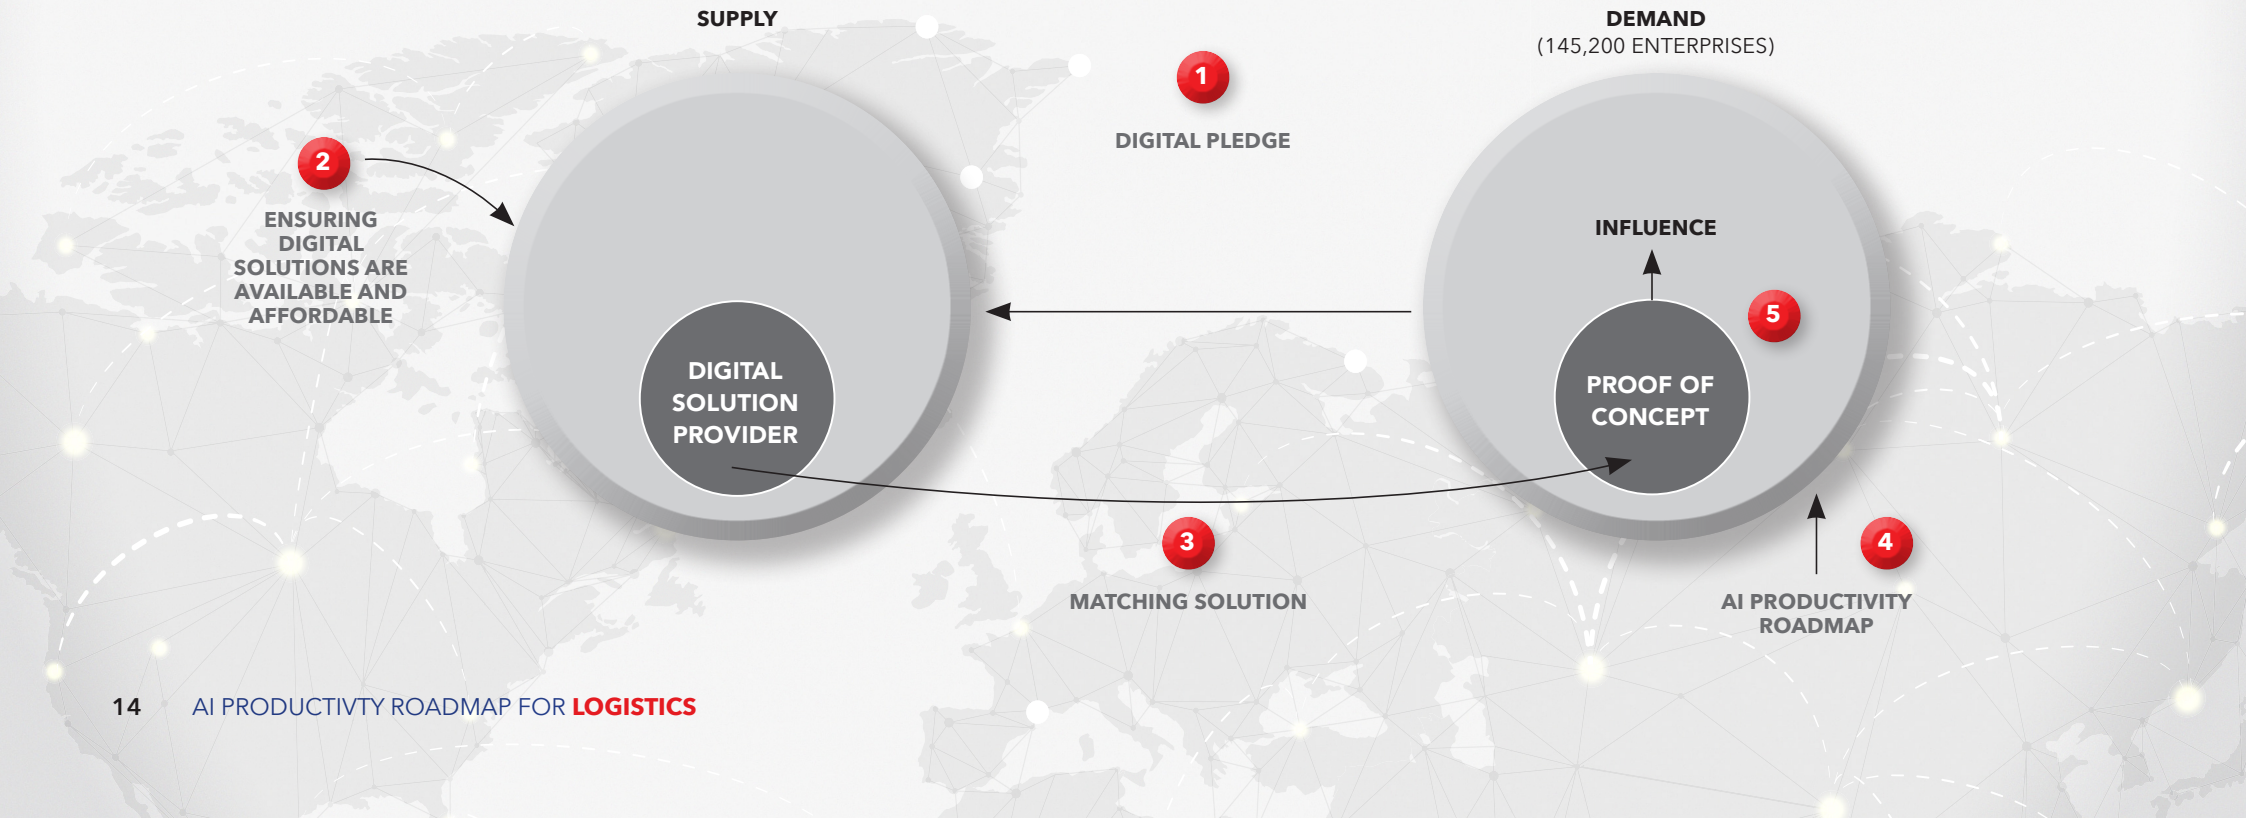 SUPPLY
DEMAND
(145,200 ENTERPRISES)
1
DIGITAL PLEDGE
2
ENSURING
DIGITAL
SOLUTIONS ARE
AVAILABLE AND
AFFORDABLE
DIGITAL
SOLUTION
PROVIDER
INFLUENCE
5
PROOF OF
CONCEPT
3
MATCHING SOLUTION
4
AI PRODUCTIVITY
ROADMAP
14 AI PRODUCTIVTY ROADMAP FOR LOGISTICS